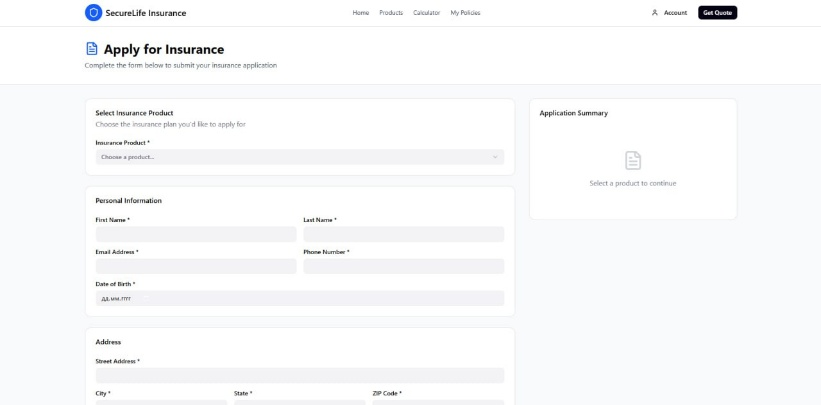 SecureLife Insurance
Home Products Calculator My Policies
Account
Get Quote
Apply for Insurance
Complete the form below to submit your insurance application
Select Insurance Product
Choose the insurance plan you'd like to apply for
Insurance Product *
Choose a product...
Application Summary
Select a product to continue
Personal Information
First Name *
Last Name *
Email Address *
Phone Number *
Date of Birth *
дд.мм.гггг
Address
Street Address *
City *
State *
ZIP Code *